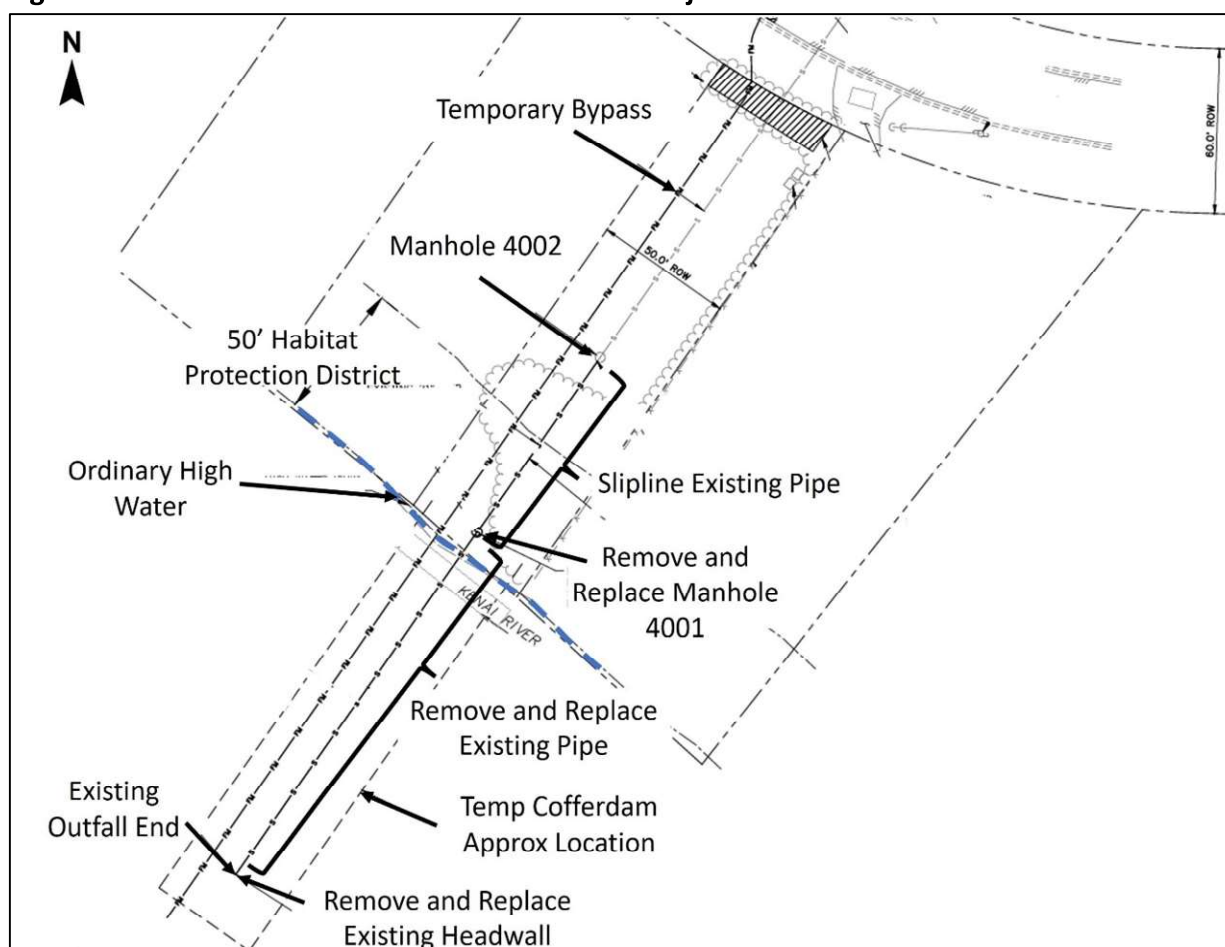 N
Temporary Bypass
60.0' ROW
Manhole 4002
50.0' ROW
50' Habitat
Protection District
Ordinary High
Water
Slipline Existing Pipe
Remove and
Replace Manhole
4001
KENAI RIVER
Remove and Replace
Existing Pipe
Existing
Outfall End
Temp Cofferdam
Approx Location
Remove and Replace
Existing Headwall